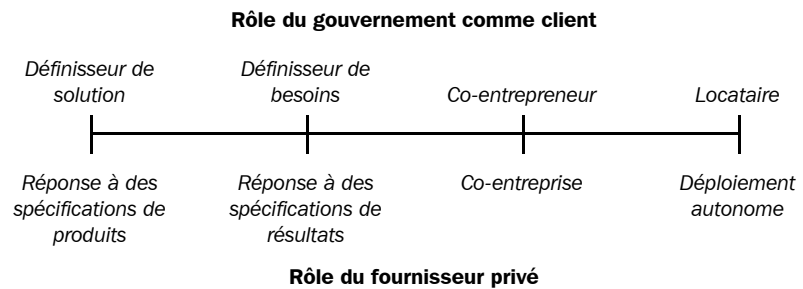 Rôle du gouvernement comme client
Définisseur de
solution
Définisseur de
besoins
Co-entrepreneur
Locataire
Réponse à des
spécifications de
produits
Réponse à des
spécifications de
résultats
Co-entreprise
Déploiement
autonome
Rôle du fournisseur privé